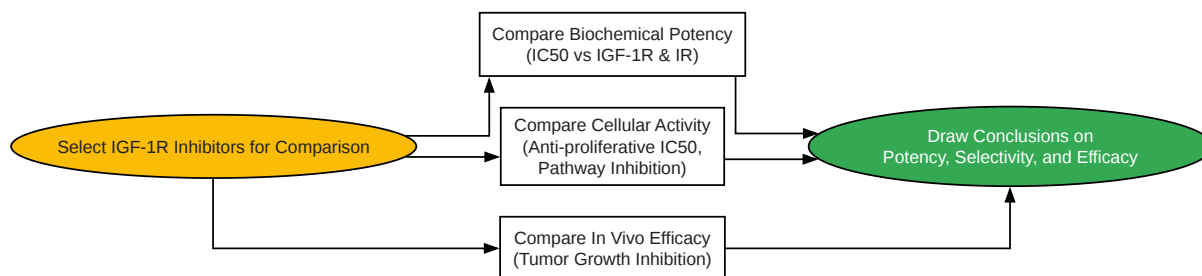 Compare Biochemical Potency
(IC50 vs IGF-1R & IR)
Select IGF-1R Inhibitors for Comparison
Compare Cellular Activity
(Anti-proliferative IC50,
Pathway Inhibition)
Draw Conclusions on
Potency, Selectivity, and Efficacy
Compare In Vivo Efficacy
(Tumor Growth Inhibition)